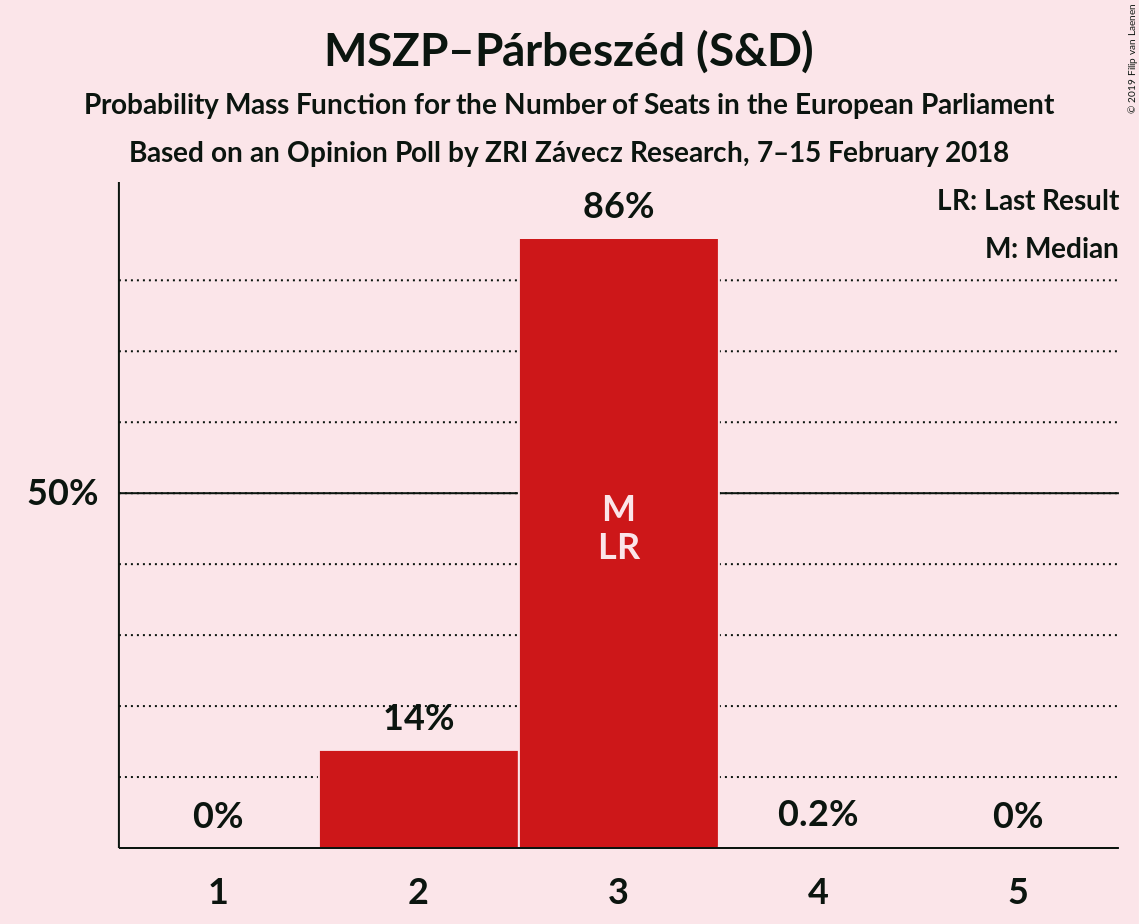 MSZP–Párbeszéd (S&D)
Probability Mass Function for the Number of Seats in the European Parliament
Based on an Opinion Poll by ZRI Závecz Research, 7–15 February 2018
© 2019 Filip van Laenen
LR: Last Result
M: Median
86%
50%
M
LR
14%
0%
0.2%
0%
1
2
3
4
5